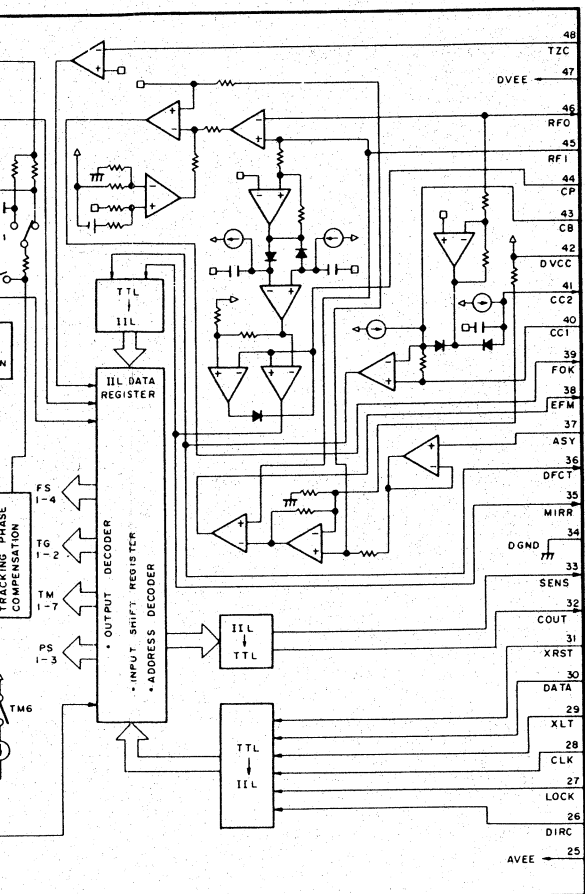 48
TZC
47
DVEE
46
RFO
45
RFI
44
CP
43
CB
42
DVCC
41
CC2
40
CC1
39
FOK
38
EFM
37
ASY
36
DFCT
35
MIRR
34
DGND
33
SENS
32
COUT
31
XRST
30
DATA
29
XLT
28
CLK
27
LOCK
26
DIRC
25
AVEE
TTL
IIL
IIL DATA
REGISTER
• OUTPUT DECODER
• INPUT SHIFT REGISTER
• ADDRESS DECODER
FS
1-4
TG
1-2
TM
1-7
PS
1-3
TRACKING PHASE
COMPENSATION
TM6
N
IIL
TTL
TTL
IIL